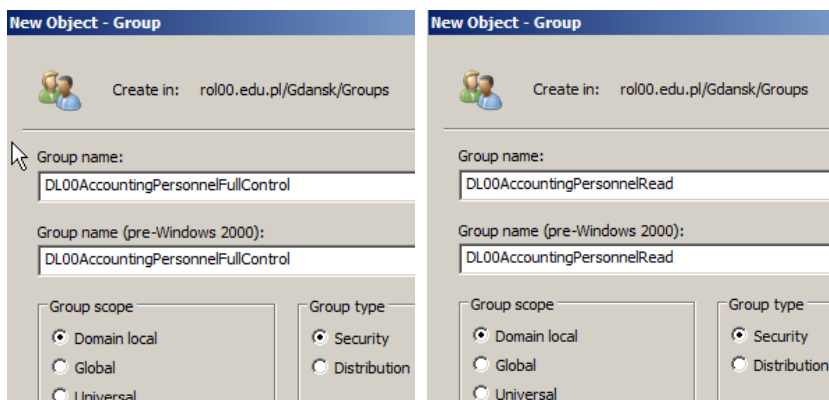 New Object - Group
Create in: rol00.edu.pl/Gdansk/Groups
Group name:
DL00AccountingPersonnelFullControl
Group name (pre-Windows 2000):
DL00AccountingPersonnelFullControl
Group scope
Domain local
Global
Universal
Group type
Security
Distribution
New Object - Group
Create in: rol00.edu.pl/Gdansk/Groups
Group name:
DL00AccountingPersonnelRead
Group name (pre-Windows 2000):
DL00AccountingPersonnelRead
Group scope
Domain local
Global
Universal
Group type
Security
Distribution